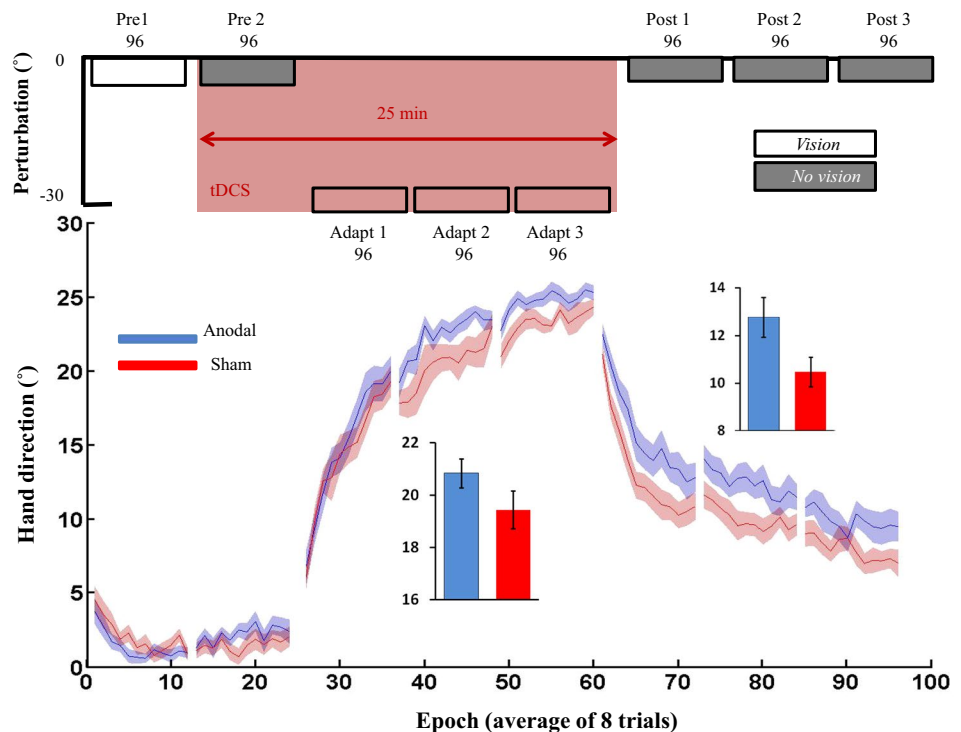 Pre1
96
Pre 2
96
Post 1
96
Post 2
96
Post 3
96
Perturbation (˚)
0
-30
25 min
tDCS
Vision
No vision
Adapt 1
96
Adapt 2
96
Adapt 3
96
Hand direction (˚)
30
25
20
15
10
5
0
Anodal
Sham
22
20
18
16
14
12
10
8
0
10
20
30
40
50
60
70
80
90
100
Epoch (average of 8 trials)